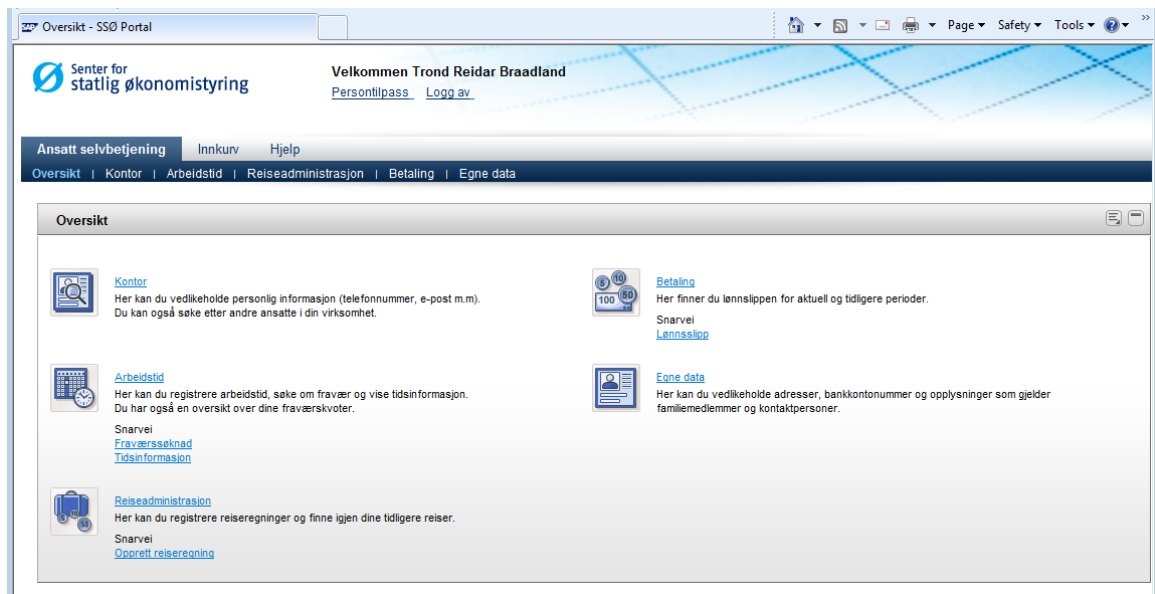 Oversikt - SSØ Portal
Page Safety Tools
Senter for
statlig økonomistyring
Velkommen Trond Reidar Braadland
Persontilpass Logg av
Ansatt selvbetjening Innkurv Hjelp
Oversikt | Kontor | Arbeidstid | Reiseadministrasjon | Betaling | Egne data
Oversikt
Kontor
Her kan du vedlikeholde personlig informasjon (telefonnummer, e-post m.m).
Du kan også søke etter andre ansatte i din virksomhet.
Arbeidstid
Her kan du registrere arbeidstid, søke om fravær og vise tidsinformasjon.
Du har også en oversikt over dine fraværskvoter.
Snarvei
Fraværssøknad
Tidsinformasjon
Reiseadministrasjon
Her kan du registrere reiseregninger og finne igjen dine tidligere reiser.
Snarvei
Opprett reiseregning
5 10
100 50
Betaling
Her finner du lønnslippen for aktuell og tidligere perioder.
Snarvei
Lønnsslipp
Egne data
Her kan du vedlikeholde adresser, bankkontonummer og opplysninger som gjelder
familiemedlemmer og kontaktpersoner.